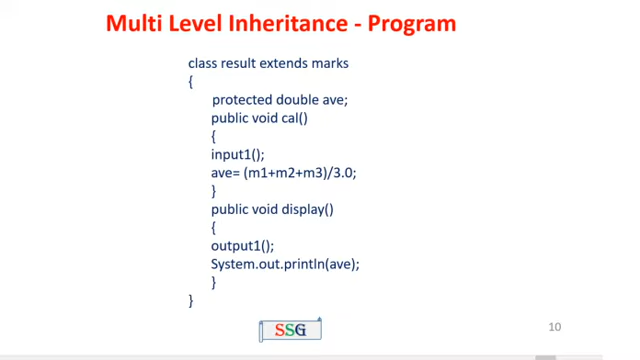 Multi Level Inheritance - Program
class result extends marks
{
protected double ave;
public void cal()
{
input1();
ave= (m1+m2+m3)/3.0;
}
public void display()
{
output1();
System.out.println(ave);
}
}
SSG
10